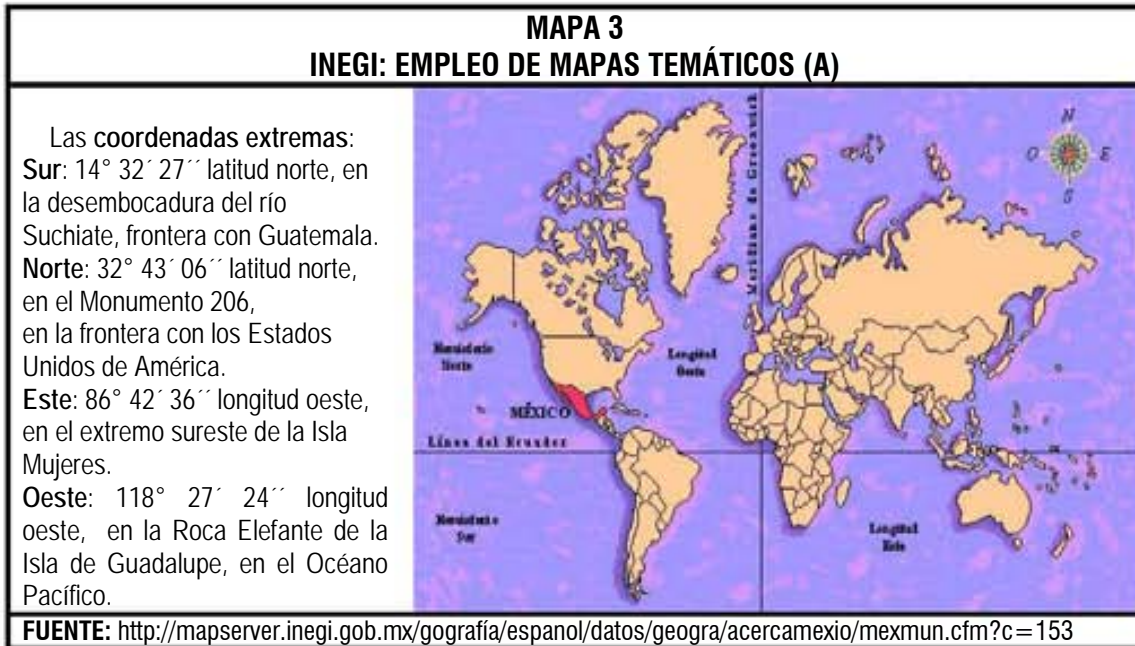 MAPA 3
INEGI: EMPLEO DE MAPAS TEMÁTICOS (A)
Las coordenadas extremas:
Sur: 14° 32´ 27´´ latitud norte, en
la desembocadura del río
Suchiate, frontera con Guatemala.
Norte: 32° 43´ 06´´ latitud norte,
en el Monumento 206,
en la frontera con los Estados
Unidos de América.
Este: 86° 42´ 36´´ longitud oeste,
en el extremo sureste de la Isla
Mujeres.
Oeste: 118° 27´ 24´´ longitud
oeste, en la Roca Elefante de la
Isla de Guadalupe, en el Océano
Pacífico.
Meridiano de Greenwich
N
O E
S
Hemisferio
Norte
Longitud
Oeste
MÉXICO
Línea del Ecuador
Hemisferio
Sur
Longitud
Este
FUENTE: http://mapserver.inegi.gob.mx/gografía/espanol/datos/geogra/acercamexio/mexmun.cfm?c=153